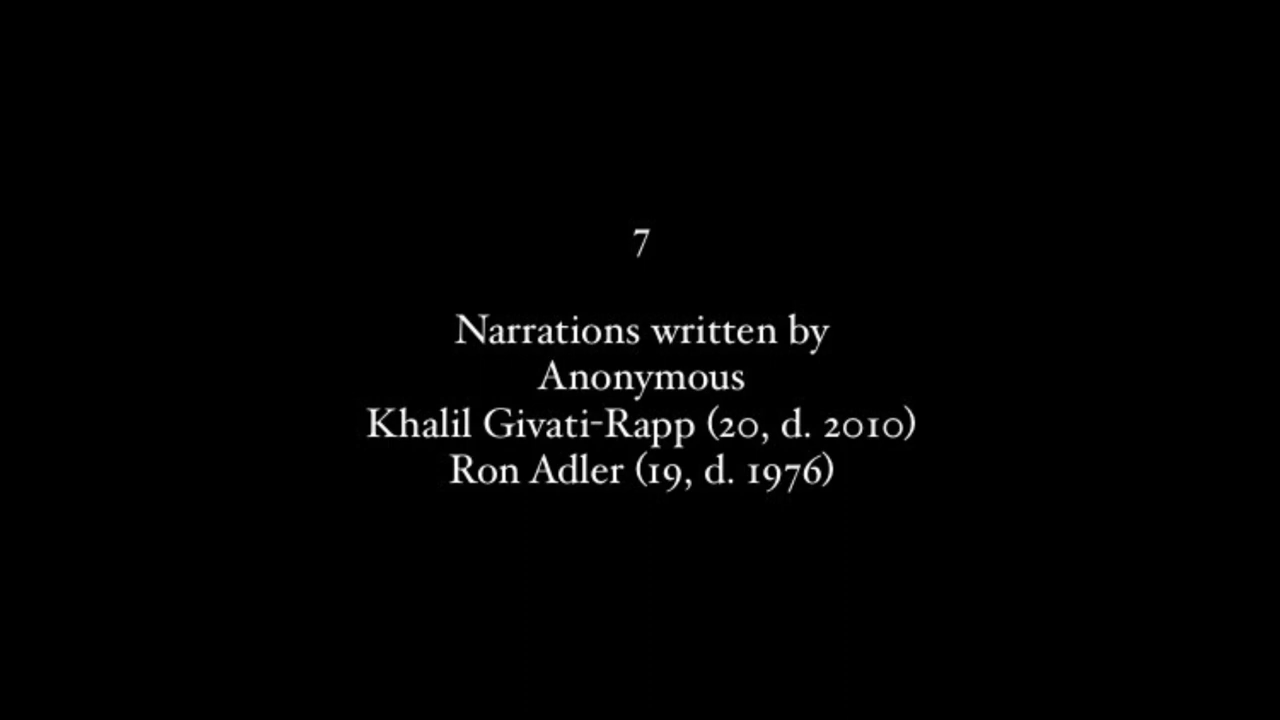 7
Narrations written by
Anonymous
Khalil Givati-Rapp (20, d. 2010)
Ron Adler (19, d. 1976)